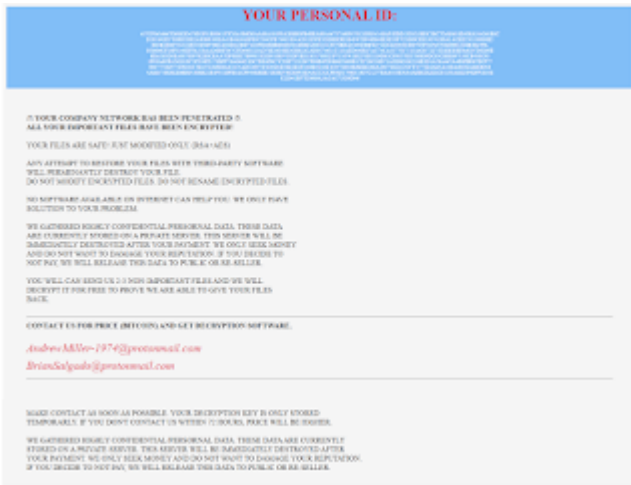 YOUR PERSONAL ID:
/!\ YOUR COMPANY NETWORK HAS BEEN PENETRATED /!\
ALL YOUR IMPORTANT FILES HAVE BEEN ENCRYPTED!
YOUR FILES ARE SAFE! JUST MODIFIED ONLY. (RSA+AES)
ANY ATTEMPT TO RESTORE YOUR FILES WITH THIRD-PARTY SOFTWARE
WILL PERMANENTLY DESTROY YOUR FILE.
DO NOT MODIFY ENCRYPTED FILES. DO NOT RENAME ENCRYPTED FILES.
NO SOFTWARE AVAILABLE ON INTERNET CAN HELP YOU. WE ONLY HAVE
SOLUTION TO YOUR PROBLEM.
WE GATHERED HIGHLY CONFIDENTIAL/PERSORNAL DATA. THESE DATA
ARE CURRENTLY STORED ON A PRIVATE SERVER. THIS SERVER WILL BE
IMMEDIATELY DESTROYED AFTER YOUR PAYMENT. WE ONLY SEEK MONEY
AND DO NOT WANT TO DAMAGE YOUR REPUTATION. IF YOU DECIDE TO
NOT PAY, WE WILL RELEASE THIS DATA TO PUBLIC OR RE-SELLER.
YOU WILL CAN SEND US 2-3 NON-IMPORTANT FILES AND WE WILL
DECRYPT IT FOR FREE TO PROVE WE ARE ABLE TO GIVE YOUR FILES
BACK.
CONTACT US FOR PRICE (BITCOIN) AND GET DECRYPTION SOFTWARE.
AndrewMiller-1974@protonmail.com
BrianSalgado@protonmail.com
MAKE CONTACT AS SOON AS POSSIBLE. YOUR DECRYPTION KEY IS ONLY STORED
TEMPORARLY. IF YOU DON'T CONTACT US WITHIN 72 HOURS, PRICE WILL BE HIGHER.
WE GATHERED HIGHLY CONFIDENTIAL/PERSORNAL DATA. THESE DATA ARE CURRENTLY
STORED ON A PRIVATE SERVER. THIS SERVER WILL BE IMMEDIATELY DESTROYED AFTER
YOUR PAYMENT. WE ONLY SEEK MONEY AND DO NOT WANT TO DAMAGE YOUR REPUTATION.
IF YOU DECIDE TO NOT PAY, WE WILL RELEASE THIS DATA TO PUBLIC OR RE-SELLER.